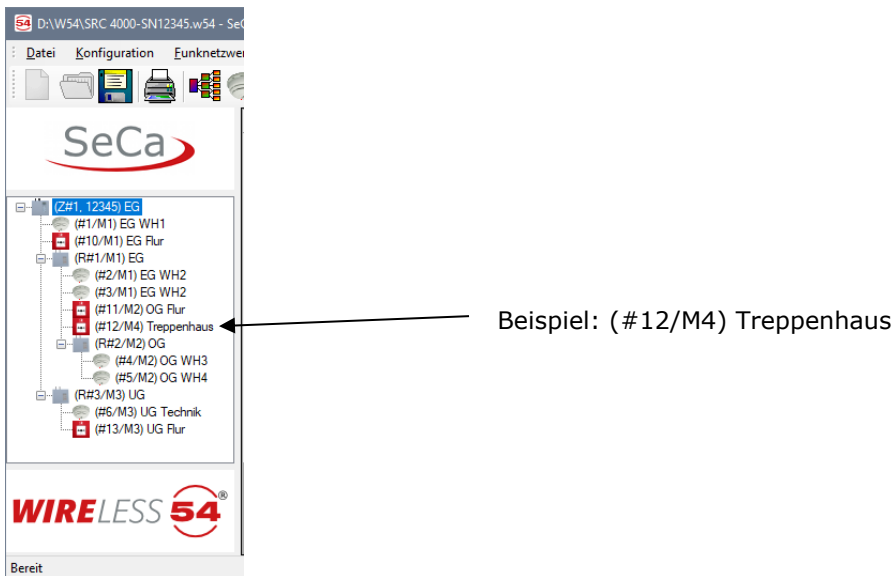 54 D:\W54\SRC 4000-SN12345.w54 - SeC
Datei Konfiguration Funknetzwe
SeCa
(Z#1, 12345) EG
(#1/M1) EG WH1
(#10/M1) EG Flur
(R#1/M1) EG
(#2/M1) EG WH2
(#3/M1) EG WH2
(#11/M2) OG Flur
(#12/M4) Treppenhaus
Beispiel: (#12/M4) Treppenhaus
(R#2/M2) OG
(#4/M2) OG WH3
(#5/M2) OG WH4
(R#3/M3) UG
(#6/M3) UG Technik
(#13/M3) UG Flur
WIRELESS 54®
Bereit